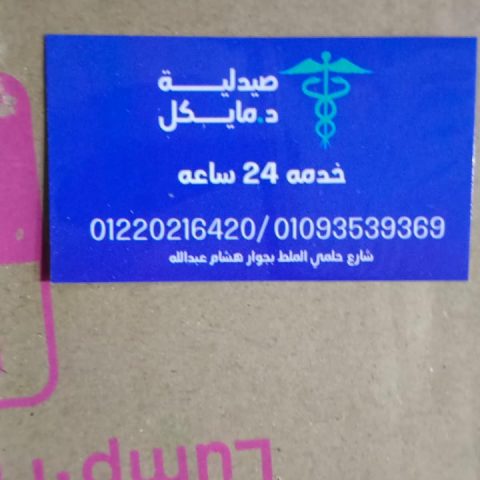 صيدلية
د.مايكل
خدمه 24 ساعه
01220216420/01093539369
شارع حلمي الملط بجوار هشام عبدالله